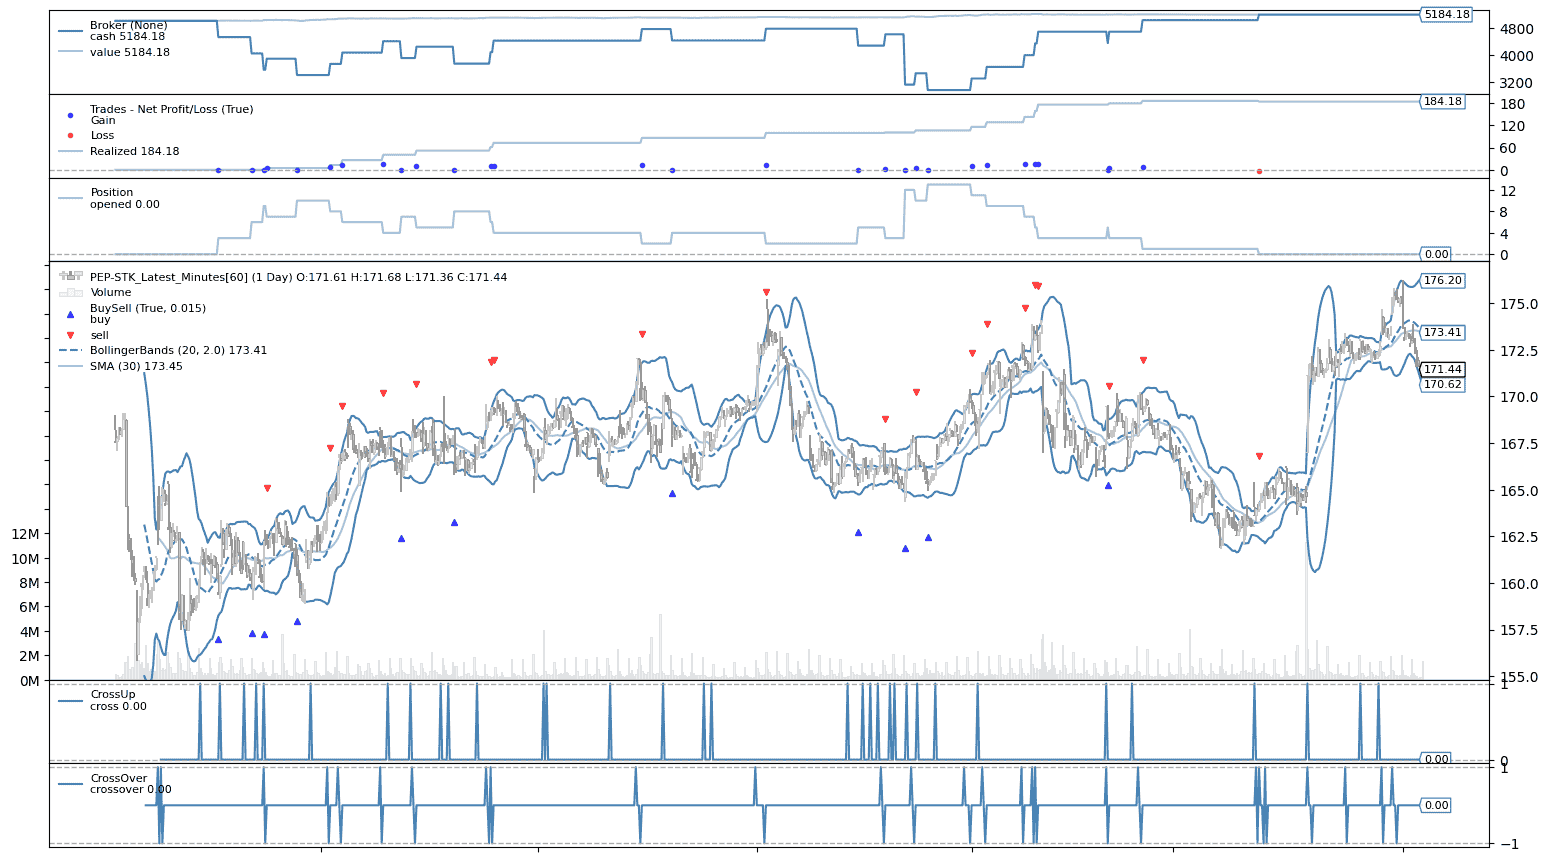 Broker (None)
cash 5184.18
value 5184.18
5184.18
4800
4000
3200
Trades - Net Profit/Loss (True)
Gain
Loss
Realized 184.18
184.18
180
120
60
0
Position
opened 0.00
12
8
4
0
0.00
PEP-STK_Latest_Minutes[60] (1 Day) O:171.61 H:171.68 L:171.36 C:171.44
Volume
BuySell (True, 0.015)
buy
sell
BollingerBands (20, 2.0) 173.41
SMA (30) 173.45
176.20
173.41
171.44
170.62
175.0
172.5
170.0
167.5
165.0
162.5
160.0
157.5
155.0
12M
10M
8M
6M
4M
2M
0M
CrossUp
cross 0.00
1
0.00
0
CrossOver
crossover 0.00
1
0.00
−1